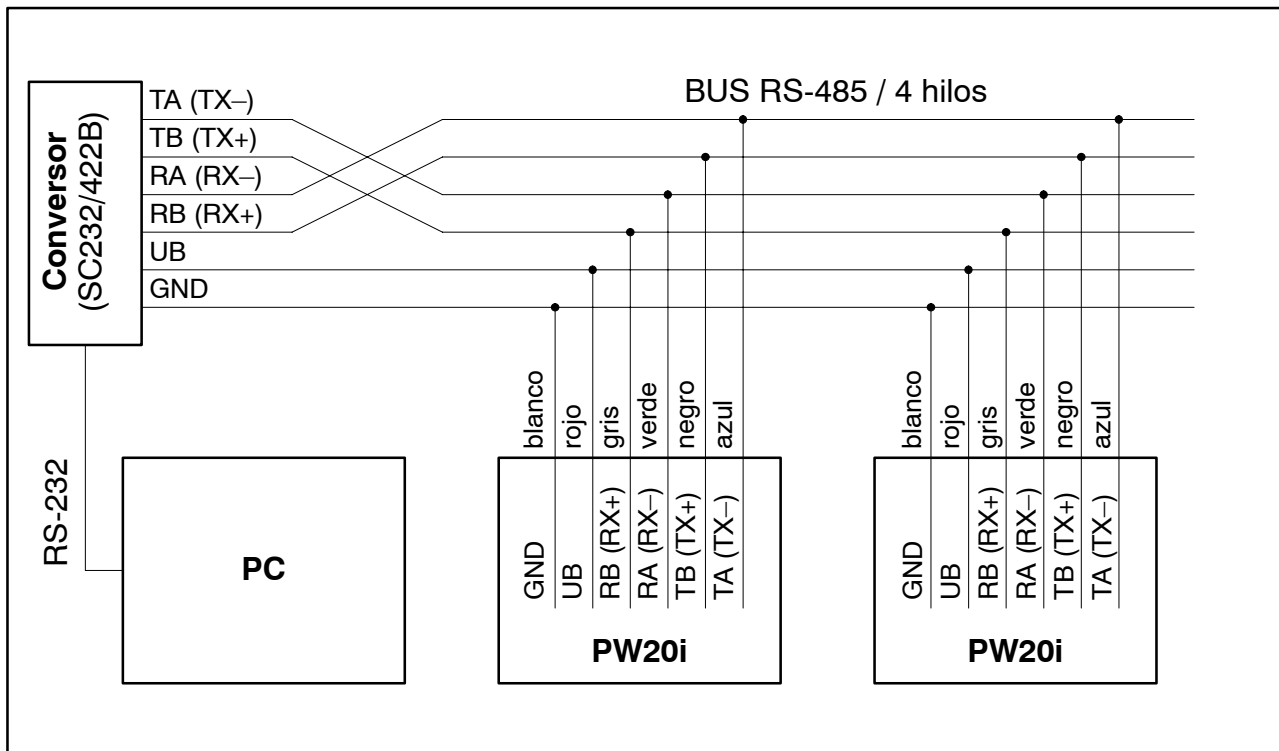 BUS RS-485 / 4 hilos
Conversor
(SC232/422B)
TA (TX–)
TB (TX+)
RA (RX–)
RB (RX+)
UB
GND
RS-232
PC
blanco
rojo
gris
verde
negro
azul
GND
UB
RB (RX+)
RA (RX–)
TB (TX+)
TA (TX–)
PW20i
blanco
rojo
gris
verde
negro
azul
GND
UB
RB (RX+)
RA (RX–)
TB (TX+)
TA (TX–)
PW20i